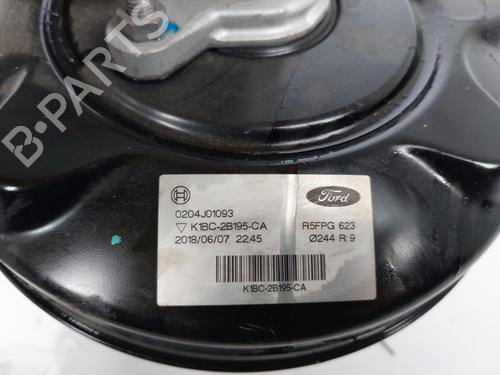 B-PARTS
Ford
0204J01093
K1BC-2B195-CA R5FPG 623
2018/06/07 22:45 Ø244 R:9
K1BC-2B195-CA